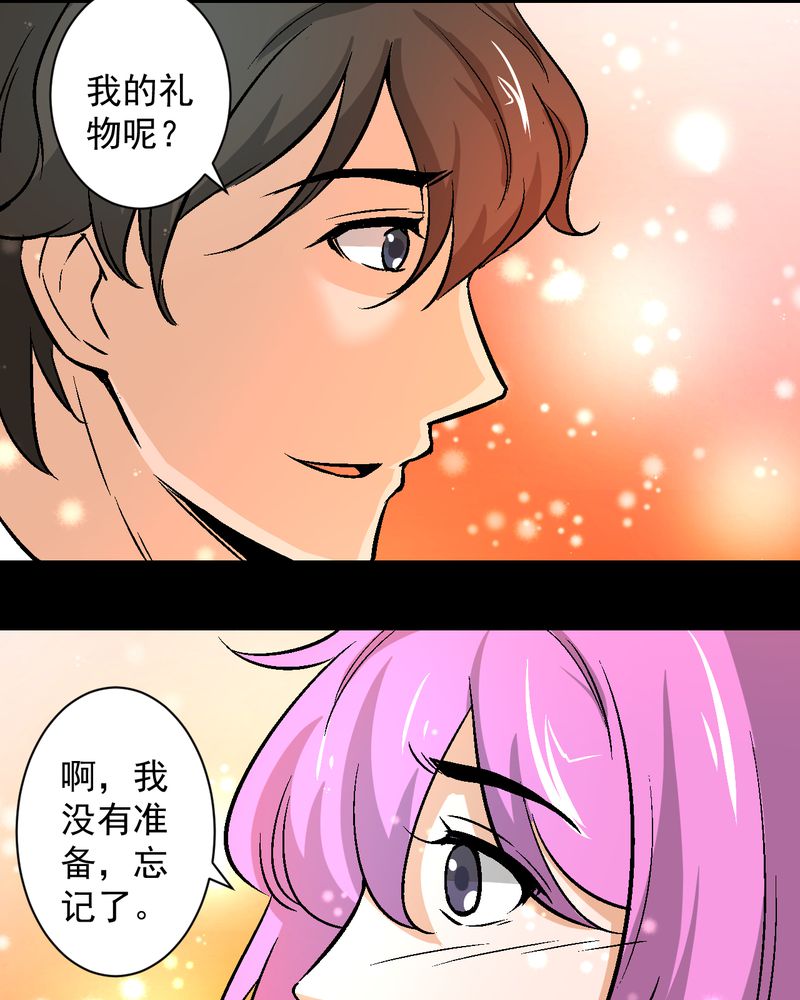 我的礼
物呢？
啊，我
没有准
备，忘
记了。